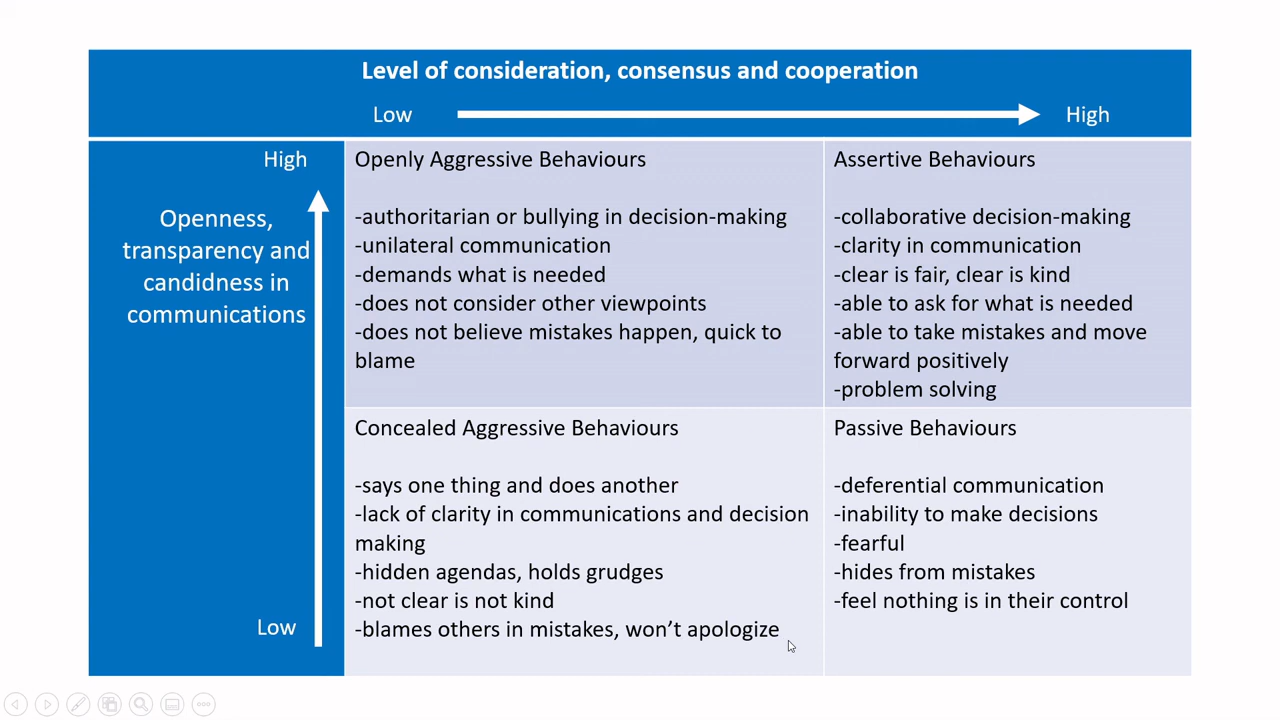 Level of consideration, consensus and cooperation
Low
High
High
Openness,
transparency and
candidness in
communications
Low
Openly Aggressive Behaviours
-authoritarian or bullying in decision-making
-unilateral communication
-demands what is needed
-does not consider other viewpoints
-does not believe mistakes happen, quick to
blame
Assertive Behaviours
-collaborative decision-making
-clarity in communication
-clear is fair, clear is kind
-able to ask for what is needed
-able to take mistakes and move
forward positively
-problem solving
Concealed Aggressive Behaviours
-says one thing and does another
-lack of clarity in communications and decision
making
-hidden agendas, holds grudges
-not clear is not kind
-blames others in mistakes, won’t apologize
Passive Behaviours
-deferential communication
-inability to make decisions
-fearful
-hides from mistakes
-feel nothing is in their control